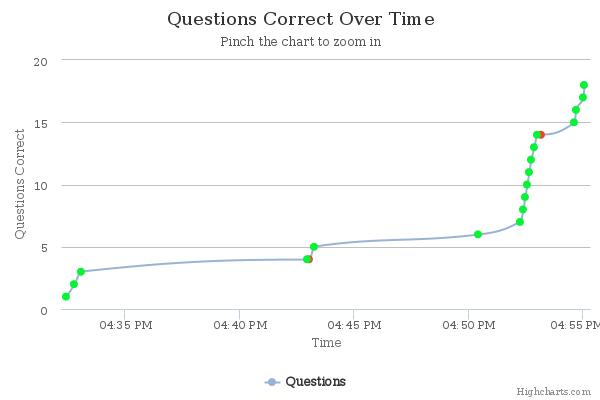 Questions Correct Over Time
Pinch the chart to zoom in
Questions Correct
20
15
10
5
0
04:35 PM 04:40 PM 04:45 PM 04:50 PM 04:55 PM
Time
Questions
Highcharts.com